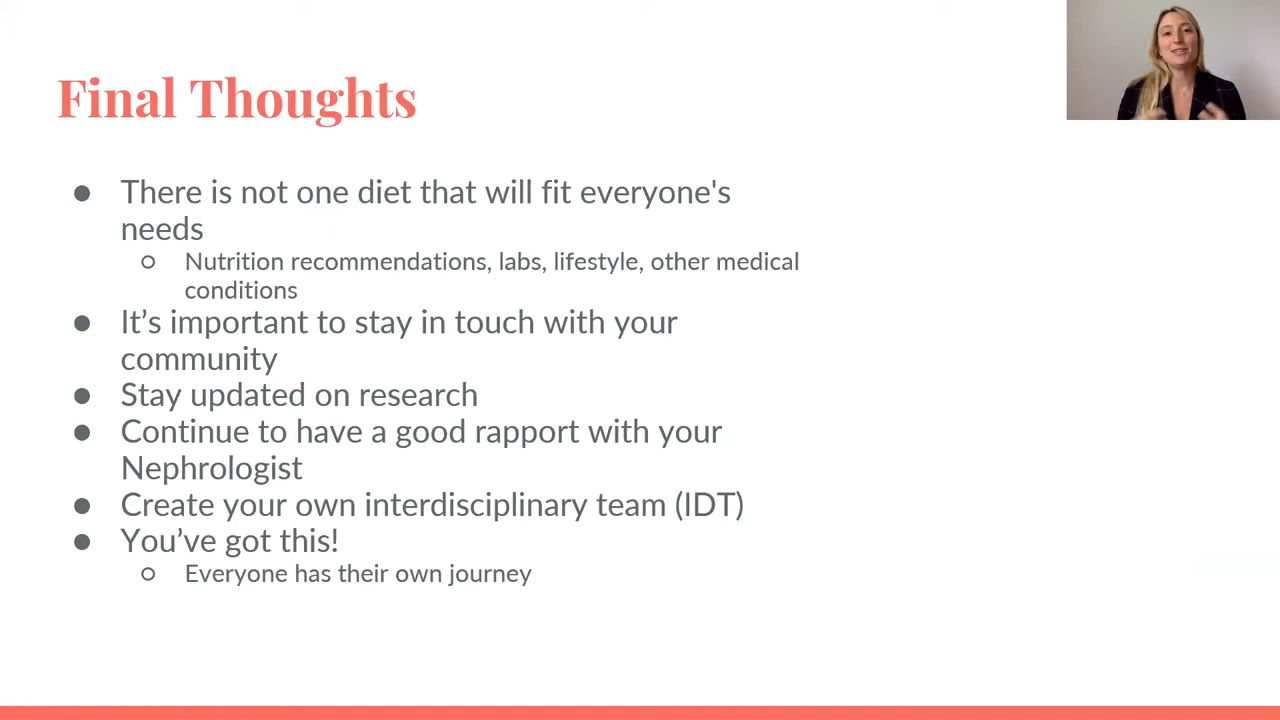 Final Thoughts
● There is not one diet that will fit everyone's
needs
○ Nutrition recommendations, labs, lifestyle, other medical
conditions
● It’s important to stay in touch with your
community
● Stay updated on research
● Continue to have a good rapport with your
Nephrologist
● Create your own interdisciplinary team (IDT)
● You’ve got this!
○ Everyone has their own journey